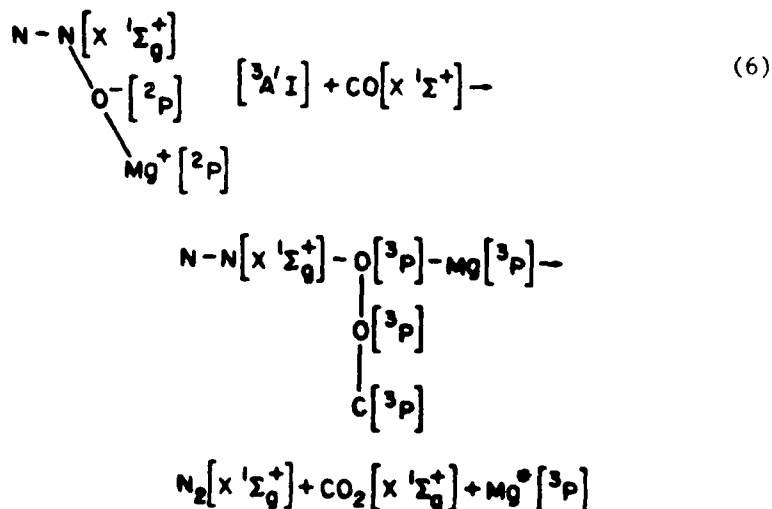 N-N[X ¹Σg⁺]
(6)
O⁻[²P] [³A'I] + CO[X ¹Σ⁺] →
Mg⁺[²P]
N-N[X ¹Σg⁺] - O[³P] - Mg[³P] →
O[³P]
C[³P]
N₂[X ¹Σg⁺] + CO₂[X ¹Σg⁺] + Mg*[³P]